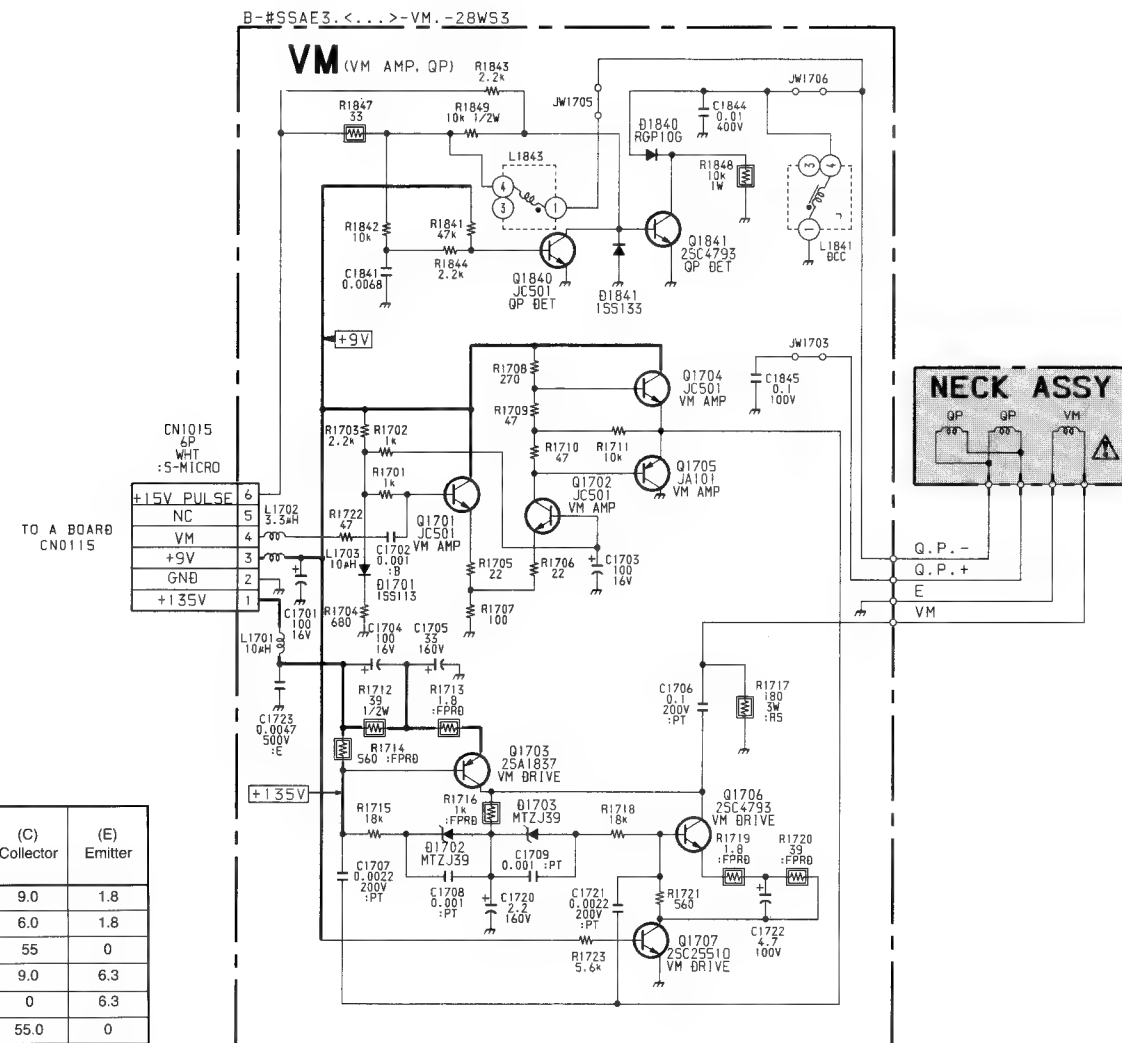 B-#SSAE3.<...>-VM.-28WS3
VM (VM AMP, QP)
R1843
2.2k
R1847
33
R1849
10k 1/2W
JW1705
JW1706
C1844
0.01
400V
D1840
RGP10G
L1843
4
3
1
R1848
10k
1W
3
4
1
L1841
DCC
R1842
10k
R1841
47k
R1844
2.2k
C1841
0.0068
Q1840
JC501
QP DET
D1841
1SS133
Q1841
2SC4793
QP DET
+9V
JW1703
R1708
270
Q1704
JC501
VM AMP
C1845
0.1
100V
R1709
47
R1703
2.2k
R1702
1k
R1710
47
R1711
10k
R1701
1k
Q1705
JA101
VM AMP
Q1702
JC501
VM AMP
NECK ASSY
QP
QP
VM
CN1015
6P
WHT
:S-MICRO
TO A BOARD
CN0115
+15V PULSE 6
NC 5
VM 4
+9V 3
GND 2
+135V 1
L1702
3.3μH
R1722
47
Q1701
JC501
VM AMP
L1703
10μH
C1702
0.001
:B
D1701
1SS113
R1705
22
R1706
22
C1703
100
16V
Q.P.-
Q.P.+
E
VM
C1701
100
16V
R1704
680
R1707
100
L1701
10μH
C1704
100
16V
C1705
33
160V
C1723
0.0047
500V
:E
R1712
39
1/2W
R1713
1.8
:FPRD
C1706
0.1
200V
:PT
R1717
180
3W
:RS
R1714
560 :FPRD
Q1703
2SA1837
VM DRIVE
+135V
R1715
18k
R1716
1k
:FPRD
D1703
MTZJ39
R1718
18k
Q1706
2SC4793
VM DRIVE
R1719
1.8
:FPRD
R1720
39
:FPRD
D1702
MTZJ39
C1709
0.001 :PT
C1707
0.0022
200V
:PT
C1708
0.001
:PT
C1720
2.2
160V
C1721
0.0022
200V
:PT
R1721
560
C1722
4.7
100V
R1723
5.6k
Q1707
2SC2551O
VM DRIVE
(C)
Collector
(E)
Emitter
9.0 1.8
6.0 1.8
55 0
9.0 6.3
0 6.3
55.0 0